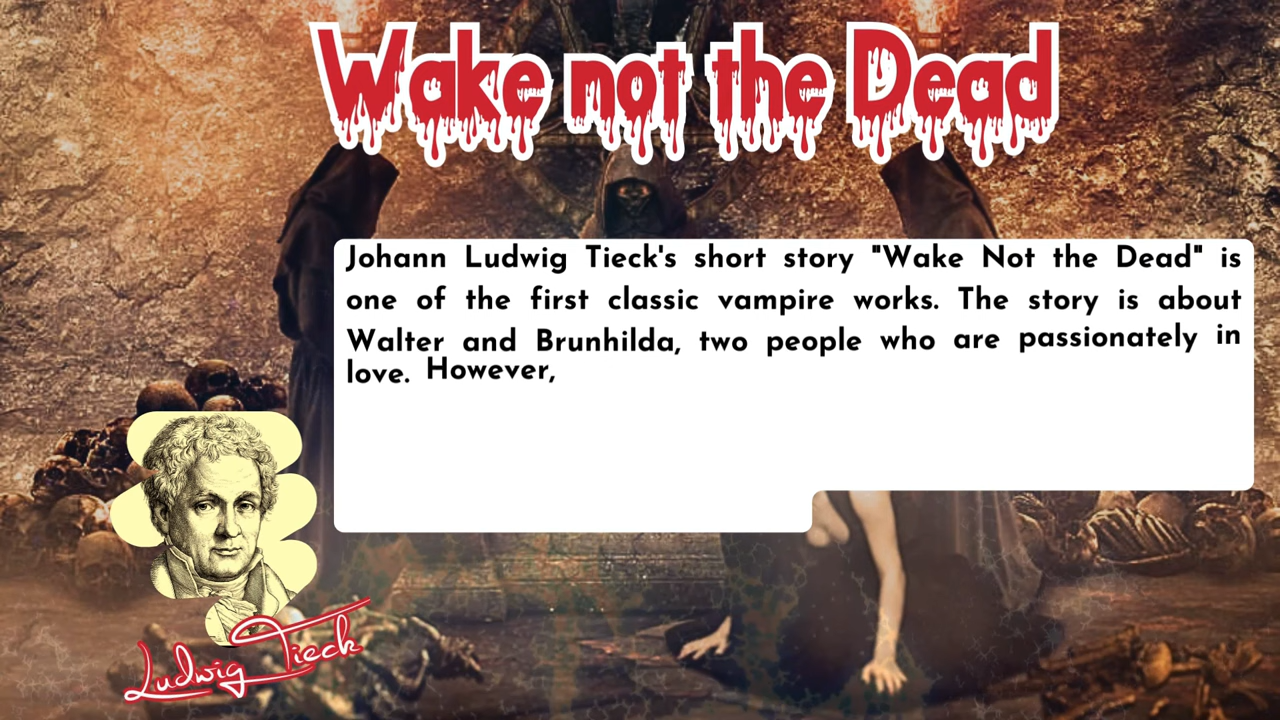 Wake not the Dead
Johann Ludwig Tieck's short story "Wake Not the Dead" is
one of the first classic vampire works. The story is about
Walter and Brunhilda, two people who are passionately in
love. However,
Ludwig Tieck